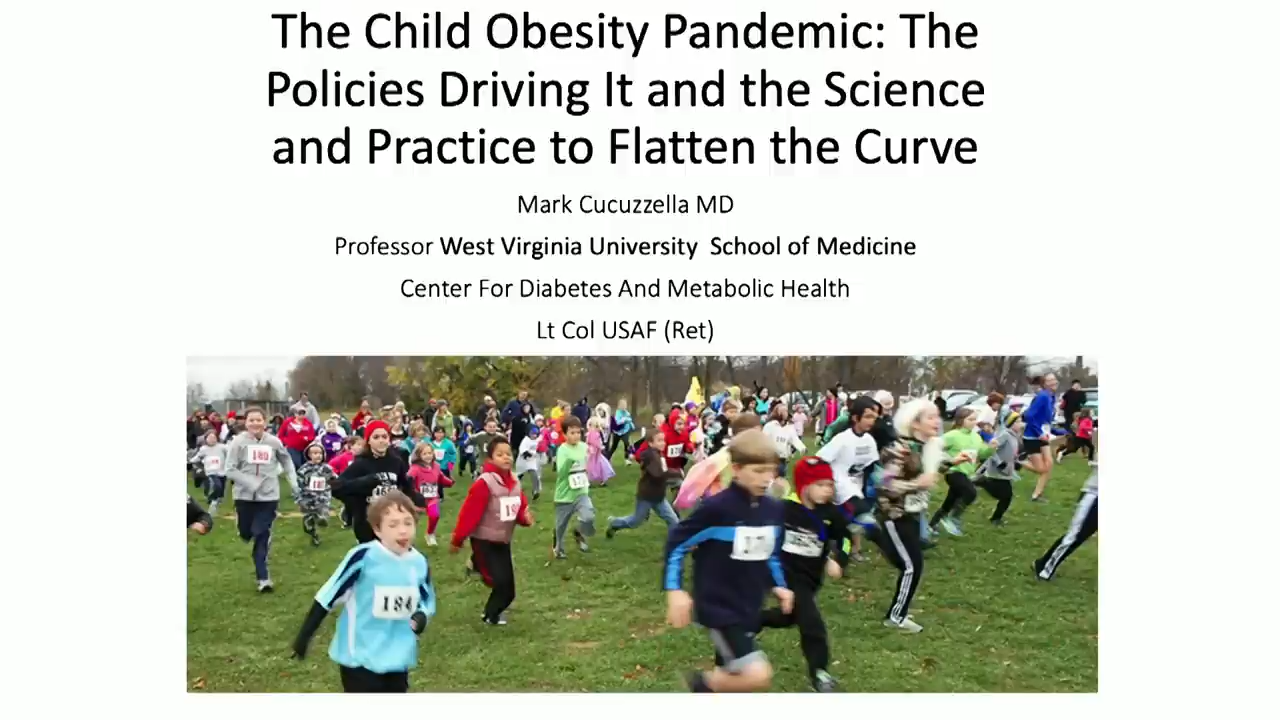 The Child Obesity Pandemic: The
Policies Driving It and the Science
and Practice to Flatten the Curve
Mark Cucuzzella MD
Professor West Virginia University School of Medicine
Center For Diabetes And Metabolic Health
Lt Col USAF (Ret)
180
184